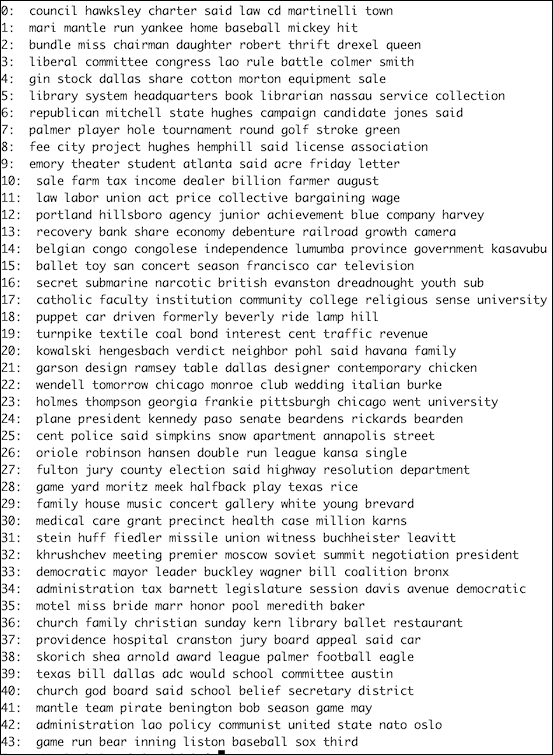 0: council hawksley charter said law cd martinelli town
1: mari mantle run yankee home baseball mickey hit
2: bundle miss chairman daughter robert thrift drexel queen
3: liberal committee congress lao rule battle colmer smith
4: gin stock dallas share cotton morton equipment sale
5: library system headquarters book librarian nassau service collection
6: republican mitchell state hughes campaign candidate jones said
7: palmer player hole tournament round golf stroke green
8: fee city project hughes hemphill said license association
9: emory theater student atlanta said acre friday letter
10: sale farm tax income dealer billion farmer august
11: law labor union act price collective bargaining wage
12: portland hillsboro agency junior achievement blue company harvey
13: recovery bank share economy debenture railroad growth camera
14: belgian congo congolese independence lumumba province government kasavubu
15: ballet toy san concert season francisco car television
16: secret submarine narcotic british evanston dreadnought youth sub
17: catholic faculty institution community college religious sense university
18: puppet car driven formerly beverly ride lamp hill
19: turnpike textile coal bond interest cent traffic revenue
20: kowalski hengesbach verdict neighbor pohl said havana family
21: garson design ramsey table dallas designer contemporary chicken
22: wendell tomorrow chicago monroe club wedding italian burke
23: holmes thompson georgia frankie pittsburgh chicago went university
24: plane president kennedy paso senate beardens rickards bearden
25: cent police said simpkins snow apartment annapolis street
26: oriole robinson hansen double run league kansa single
27: fulton jury county election said highway resolution department
28: game yard moritz meek halfback play texas rice
29: family house music concert gallery white young brevard
30: medical care grant precinct health case million karns
31: stein huff fiedler missile union witness buchheister leavitt
32: khrushchev meeting premier moscow soviet summit negotiation president
33: democratic mayor leader buckley wagner bill coalition bronx
34: administration tax barnett legislature session davis avenue democratic
35: motel miss bride marr honor pool meredith baker
36: church family christian sunday kern library ballet restaurant
37: providence hospital cranston jury board appeal said car
38: skorich shea arnold award league palmer football eagle
39: texas bill dallas adc would school committee austin
40: church god board said school belief secretary district
41: mantle team pirate benington bob season game may
42: administration lao policy communist united state nato oslo
43: game run bear inning liston baseball sox third